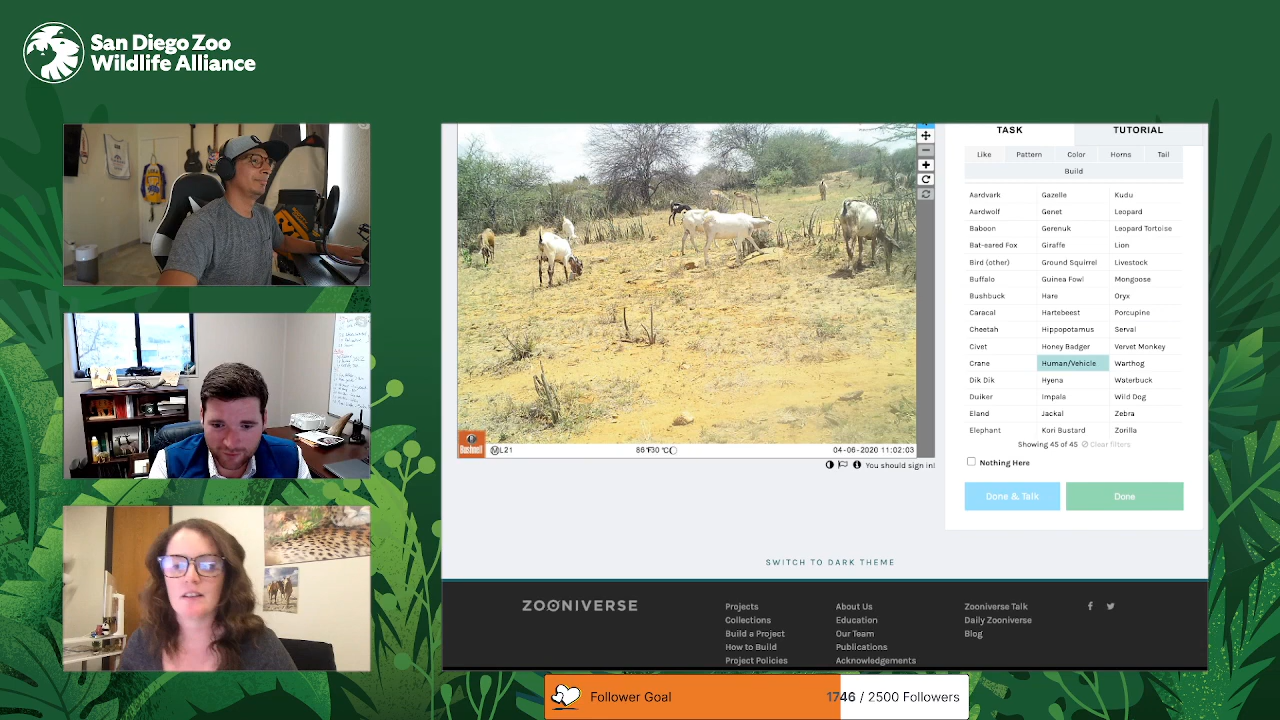 San Diego Zoo
Wildlife Alliance
TASK
TUTORIAL
Like
Pattern
Color
Horns
Tail
Build
Aardvark
Gazelle
Kudu
Aardwolf
Genet
Leopard
Baboon
Gerenuk
Leopard Tortoise
Bat-eared Fox
Giraffe
Lion
Bird (other)
Ground Squirrel
Livestock
Buffalo
Guinea Fowl
Mongoose
Bushbuck
Hare
Oryx
Caracal
Hartebeest
Porcupine
Cheetah
Hippopotamus
Serval
Civet
Honey Badger
Vervet Monkey
Crane
Human/Vehicle
Warthog
Dik Dik
Hyena
Waterbuck
Duiker
Impala
Wild Dog
Eland
Jackal
Zebra
Elephant
Kori Bustard
Zorilla
Showing 45 of 45
Clear filters
Nothing Here
Done & Talk
Done
Bushnell
L21
86°F30°C
04-06-2020 11:02:03
You should sign in!
SWITCH TO DARK THEME
ZOONIVERSE
Projects
About Us
Zooniverse Talk
Collections
Education
Daily Zooniverse
Build a Project
Our Team
Blog
How to Build
Publications
Project Policies
Acknowledgements
Follower Goal
1746 / 2500 Followers